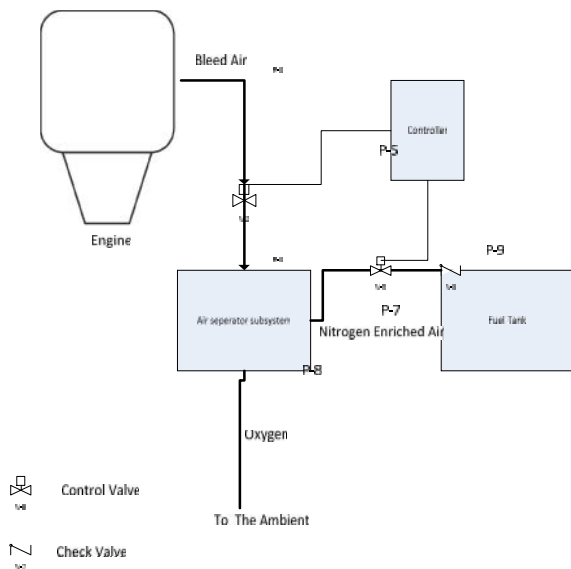 Bleed Air
Controller
P-5
Engine
P-9
Air seperator subsystem
P-7
Fuel Tank
Nitrogen Enriched Air
P-8
Oxygen
Control Valve
To The Ambient
Check Valve